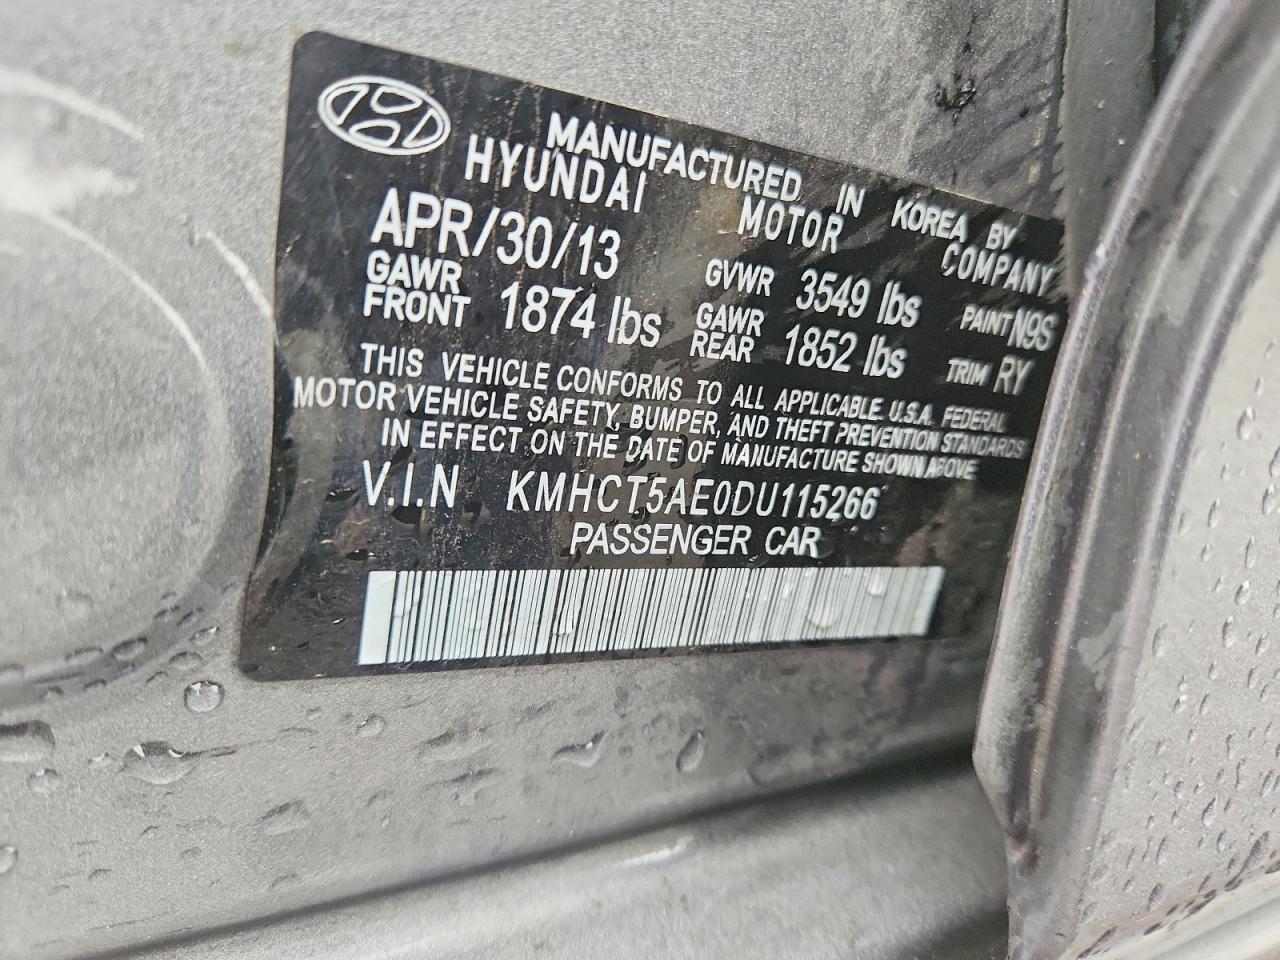 MANUFACTURED IN KOREA BY
HYUNDAI MOTOR COMPANY
APR/30/13 GVWR 3549 lbs PAINT N9S
GAWR FRONT 1874 lbs GAWR REAR 1852 lbs TRIM RY
THIS VEHICLE CONFORMS TO ALL APPLICABLE U.S.A. FEDERAL
MOTOR VEHICLE SAFETY, BUMPER, AND THEFT PREVENTION STANDARDS
IN EFFECT ON THE DATE OF MANUFACTURE SHOWN ABOVE
V.I.N KMHCT5AE0DU115266
PASSENGER CAR